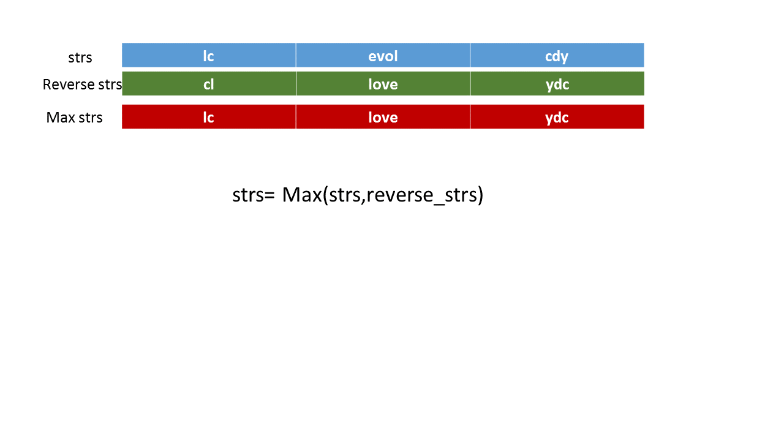 strs lc evol cdy
Reverse strs cl love ydc
Max strs lc love ydc
strs= Max(strs,reverse_strs)